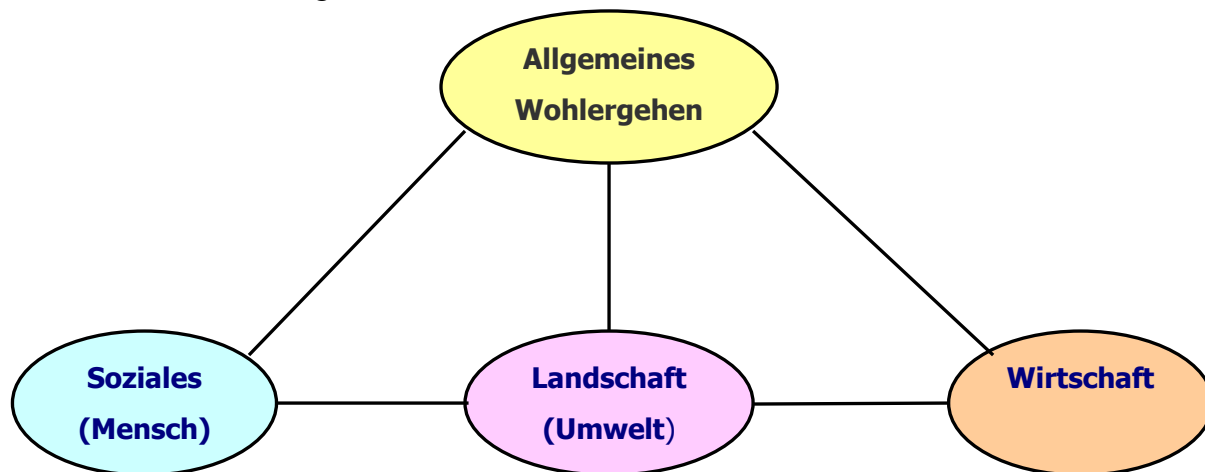 Allgemeines
Wohlergehen
Soziales
(Mensch)
Landschaft
(Umwelt)
Wirtschaft